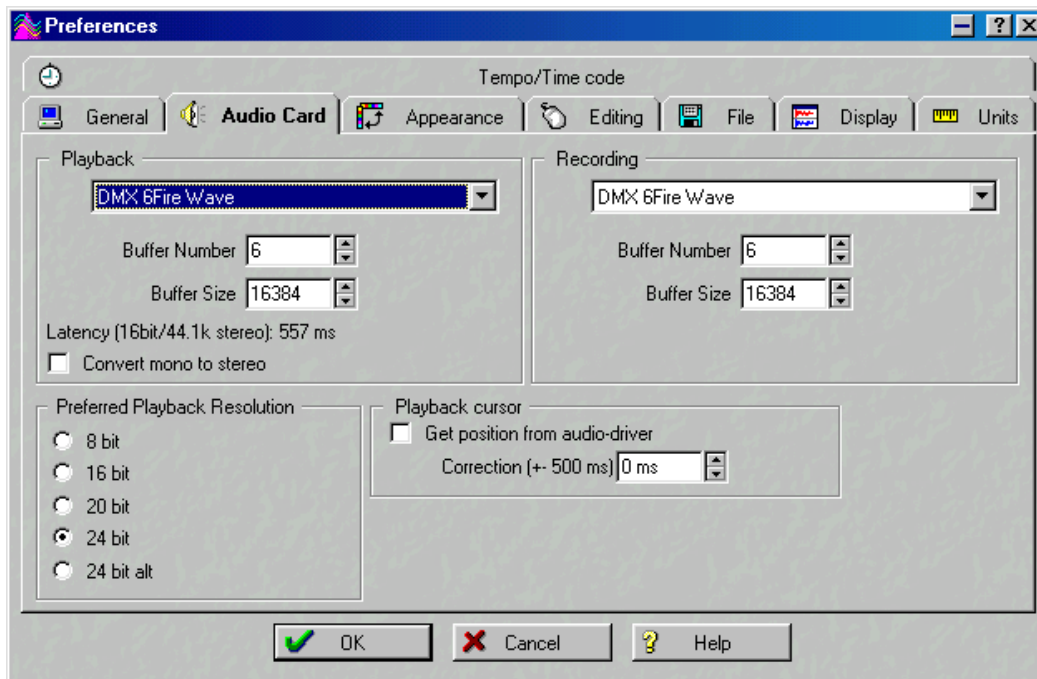 Preferences
Tempo/Time code
General Audio Card Appearance Editing File Display Units
Playback
DMX 6Fire Wave
Buffer Number 6
Buffer Size 16384
Latency (16bit/44.1k stereo): 557 ms
Convert mono to stereo
Recording
DMX 6Fire Wave
Buffer Number 6
Buffer Size 16384
Preferred Playback Resolution
8 bit
16 bit
20 bit
24 bit
24 bit alt
Playback cursor
Get position from audio-driver
Correction (+- 500 ms) 0 ms
OK Cancel Help